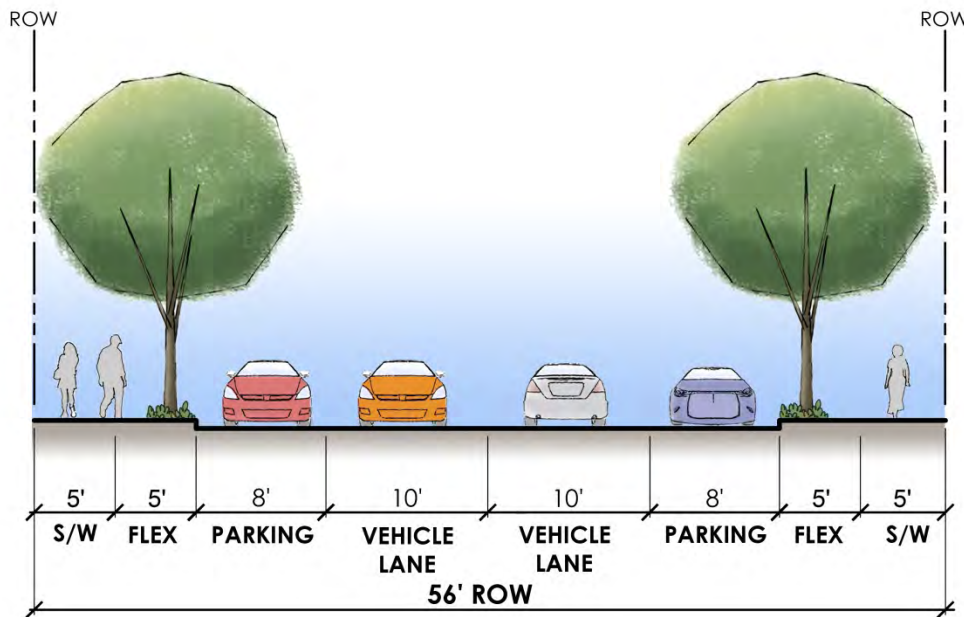 ROW ROW
5' 5' 8' 10' 10' 8' 5' 5'
S/W FLEX PARKING VEHICLE LANE VEHICLE LANE PARKING FLEX S/W
56' ROW